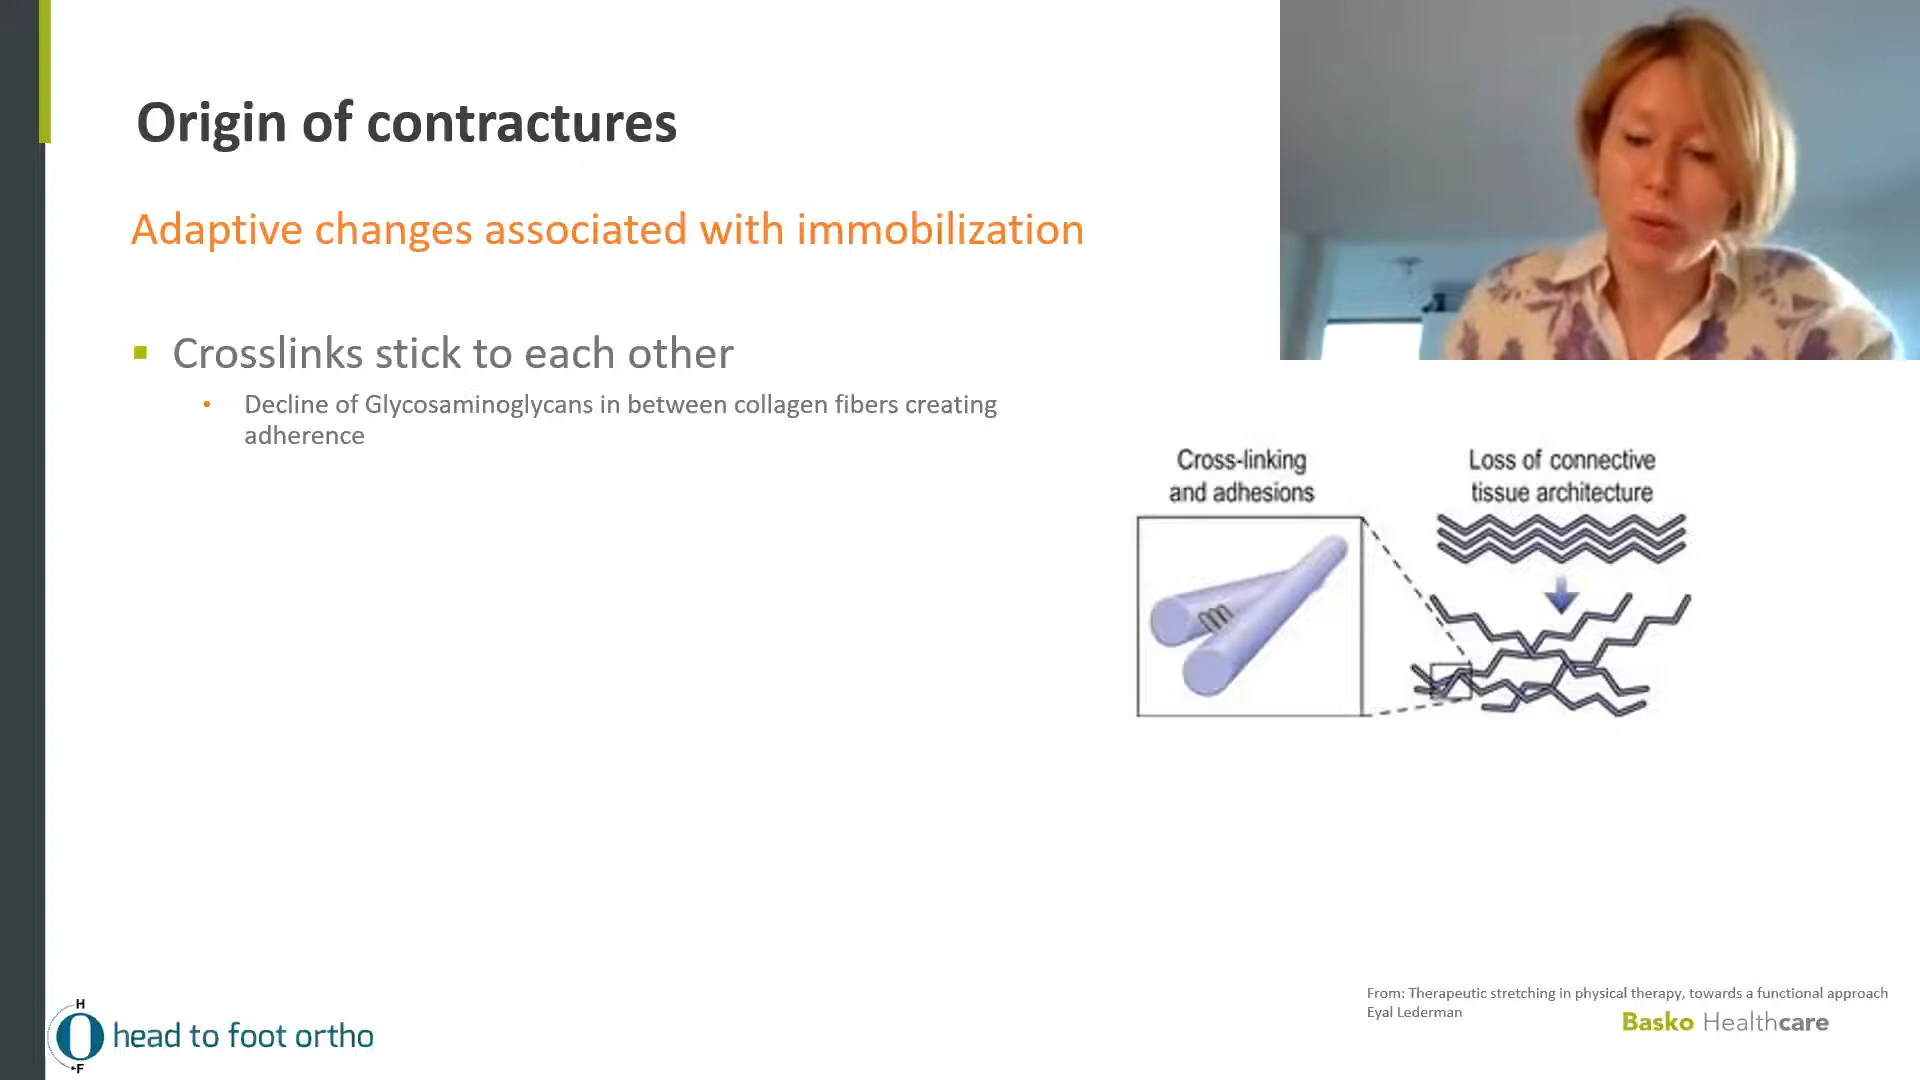 Origin of contractures
Adaptive changes associated with immobilization
Crosslinks stick to each other
Decline of Glycosaminoglycans in between collagen fibers creating
adherence
Cross-linking
and adhesions
Loss of connective
tissue architecture
From: Therapeutic stretching in physical therapy, towards a functional approach
Eyal Lederman
Basko Healthcare
H
head to foot ortho
F